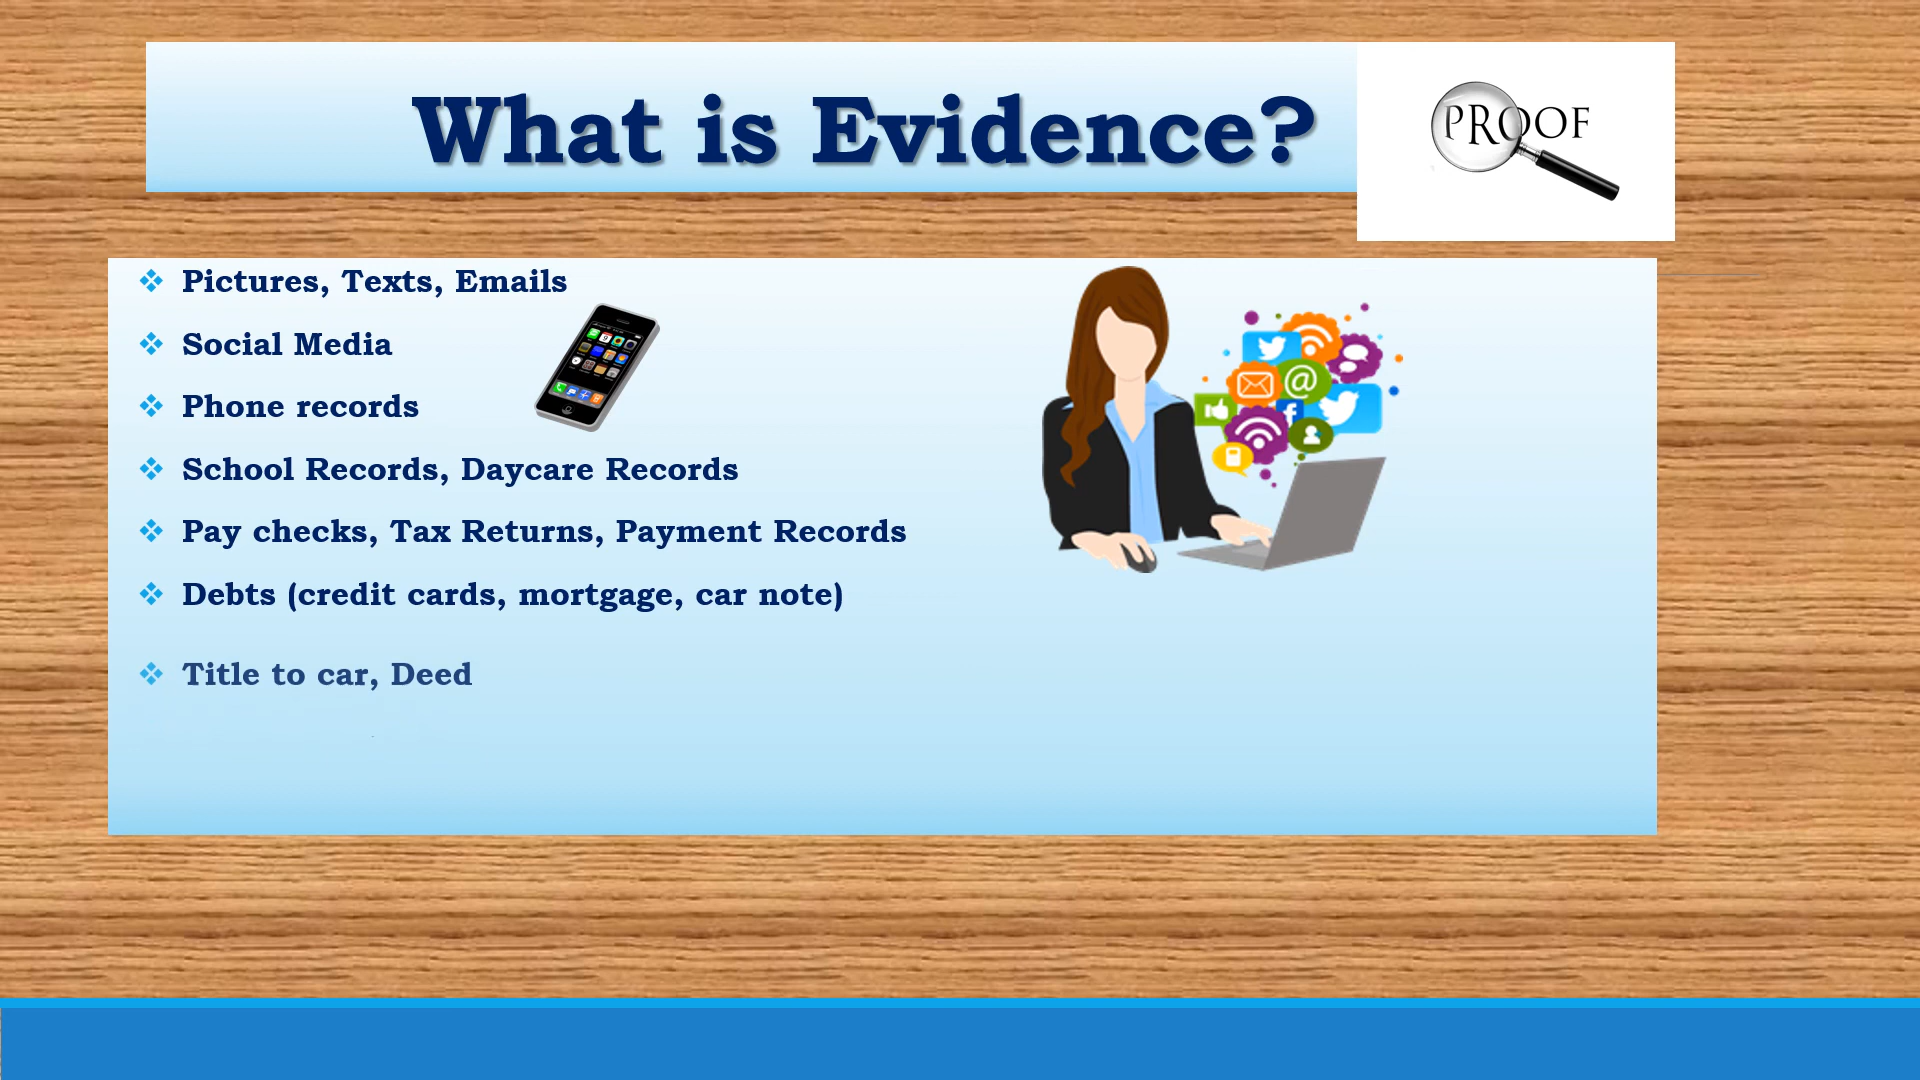 What is Evidence?
PROOF
Pictures, Texts, Emails
Social Media
Phone records
School Records, Daycare Records
Pay checks, Tax Returns, Payment Records
Debts (credit cards, mortgage, car note)
Title to car, Deed